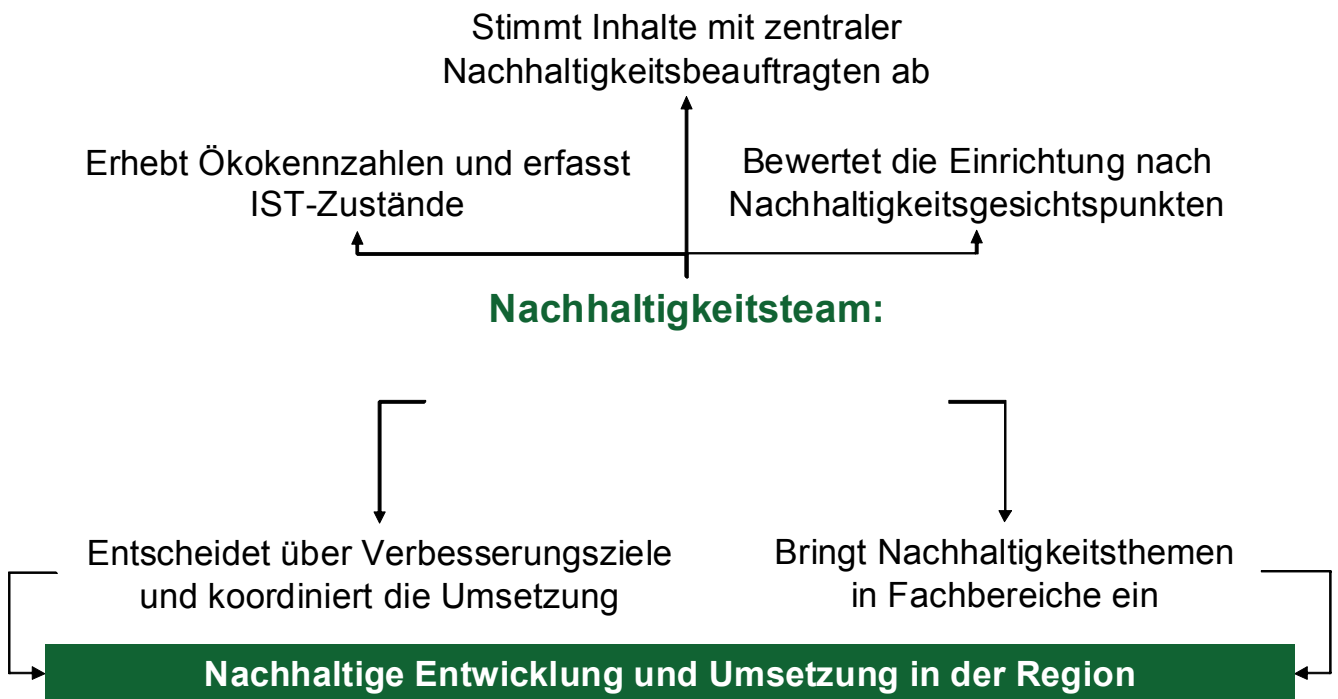 Stimmt Inhalte mit zentraler
Nachhaltigkeitsbeauftragten ab
Erhebt Ökokennzahlen und erfasst
IST-Zustände
Bewertet die Einrichtung nach
Nachhaltigkeitsgesichtspunkten
Nachhaltigkeitsteam:
Entscheidet über Verbesserungsziele
und koordiniert die Umsetzung
Bringt Nachhaltigkeitsthemen
in Fachbereiche ein
Nachhaltige Entwicklung und Umsetzung in der Region